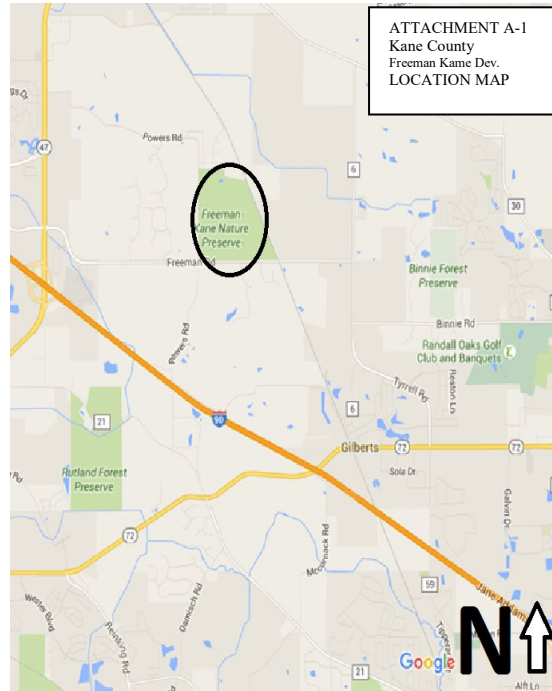 ATTACHMENT A-1
Kane County
Freeman Kame Dev.
LOCATION MAP
47
Powers Rd
6
30
Freeman
Kane Nature
Preserve
Freeman Rd
Binnie Forest
Preserve
Binnie Rd
Randall Oaks Golf
Club and Banquets
Powers Rd
Tyrrell Rd
Reston Ln
90
6
21
Gilberts
72
72
Rutland Forest
Preserve
Sola Dr
72
Galvin Dr
McCornack Rd
59
Jane Addams
Damisch Rd
Reinking Rd
Wester Blvd
N
Google
21
Alft Ln